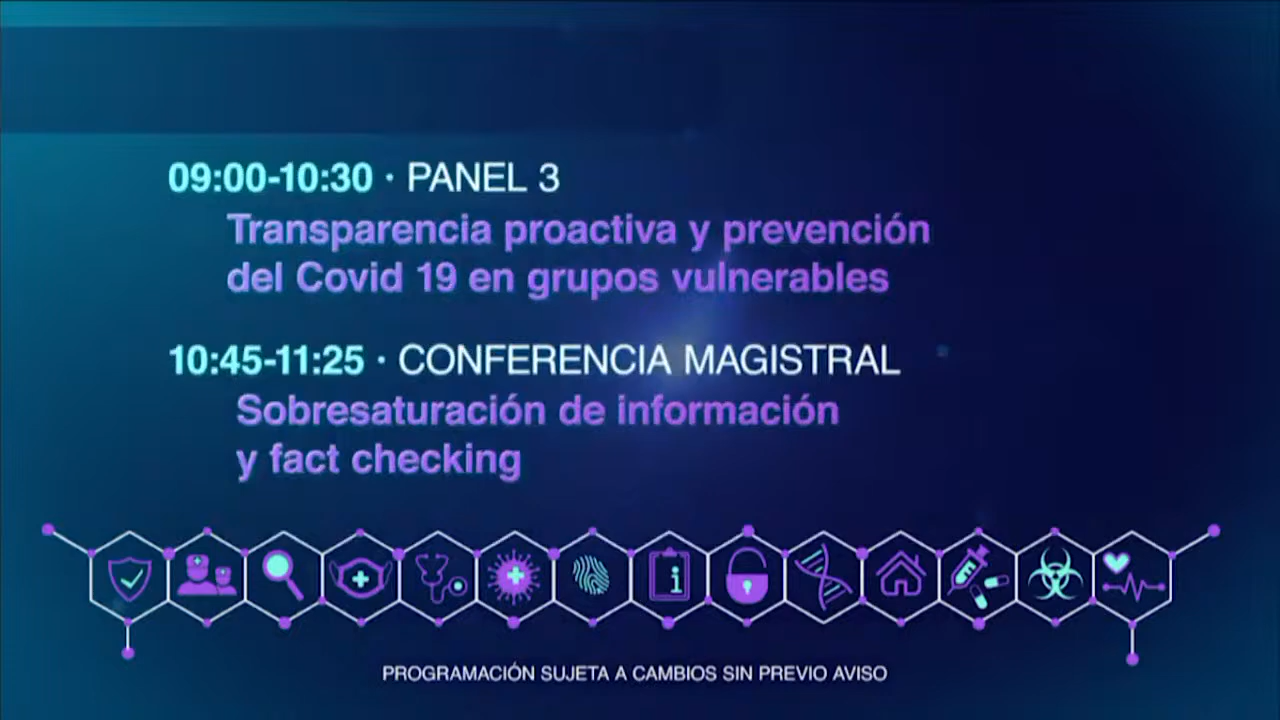 09:00-10:30 · PANEL 3
Transparencia proactiva y prevención
del Covid 19 en grupos vulnerables
10:45-11:25 · CONFERENCIA MAGISTRAL
Sobresaturación de información
y fact checking
i
PROGRAMACIÓN SUJETA A CAMBIOS SIN PREVIO AVISO